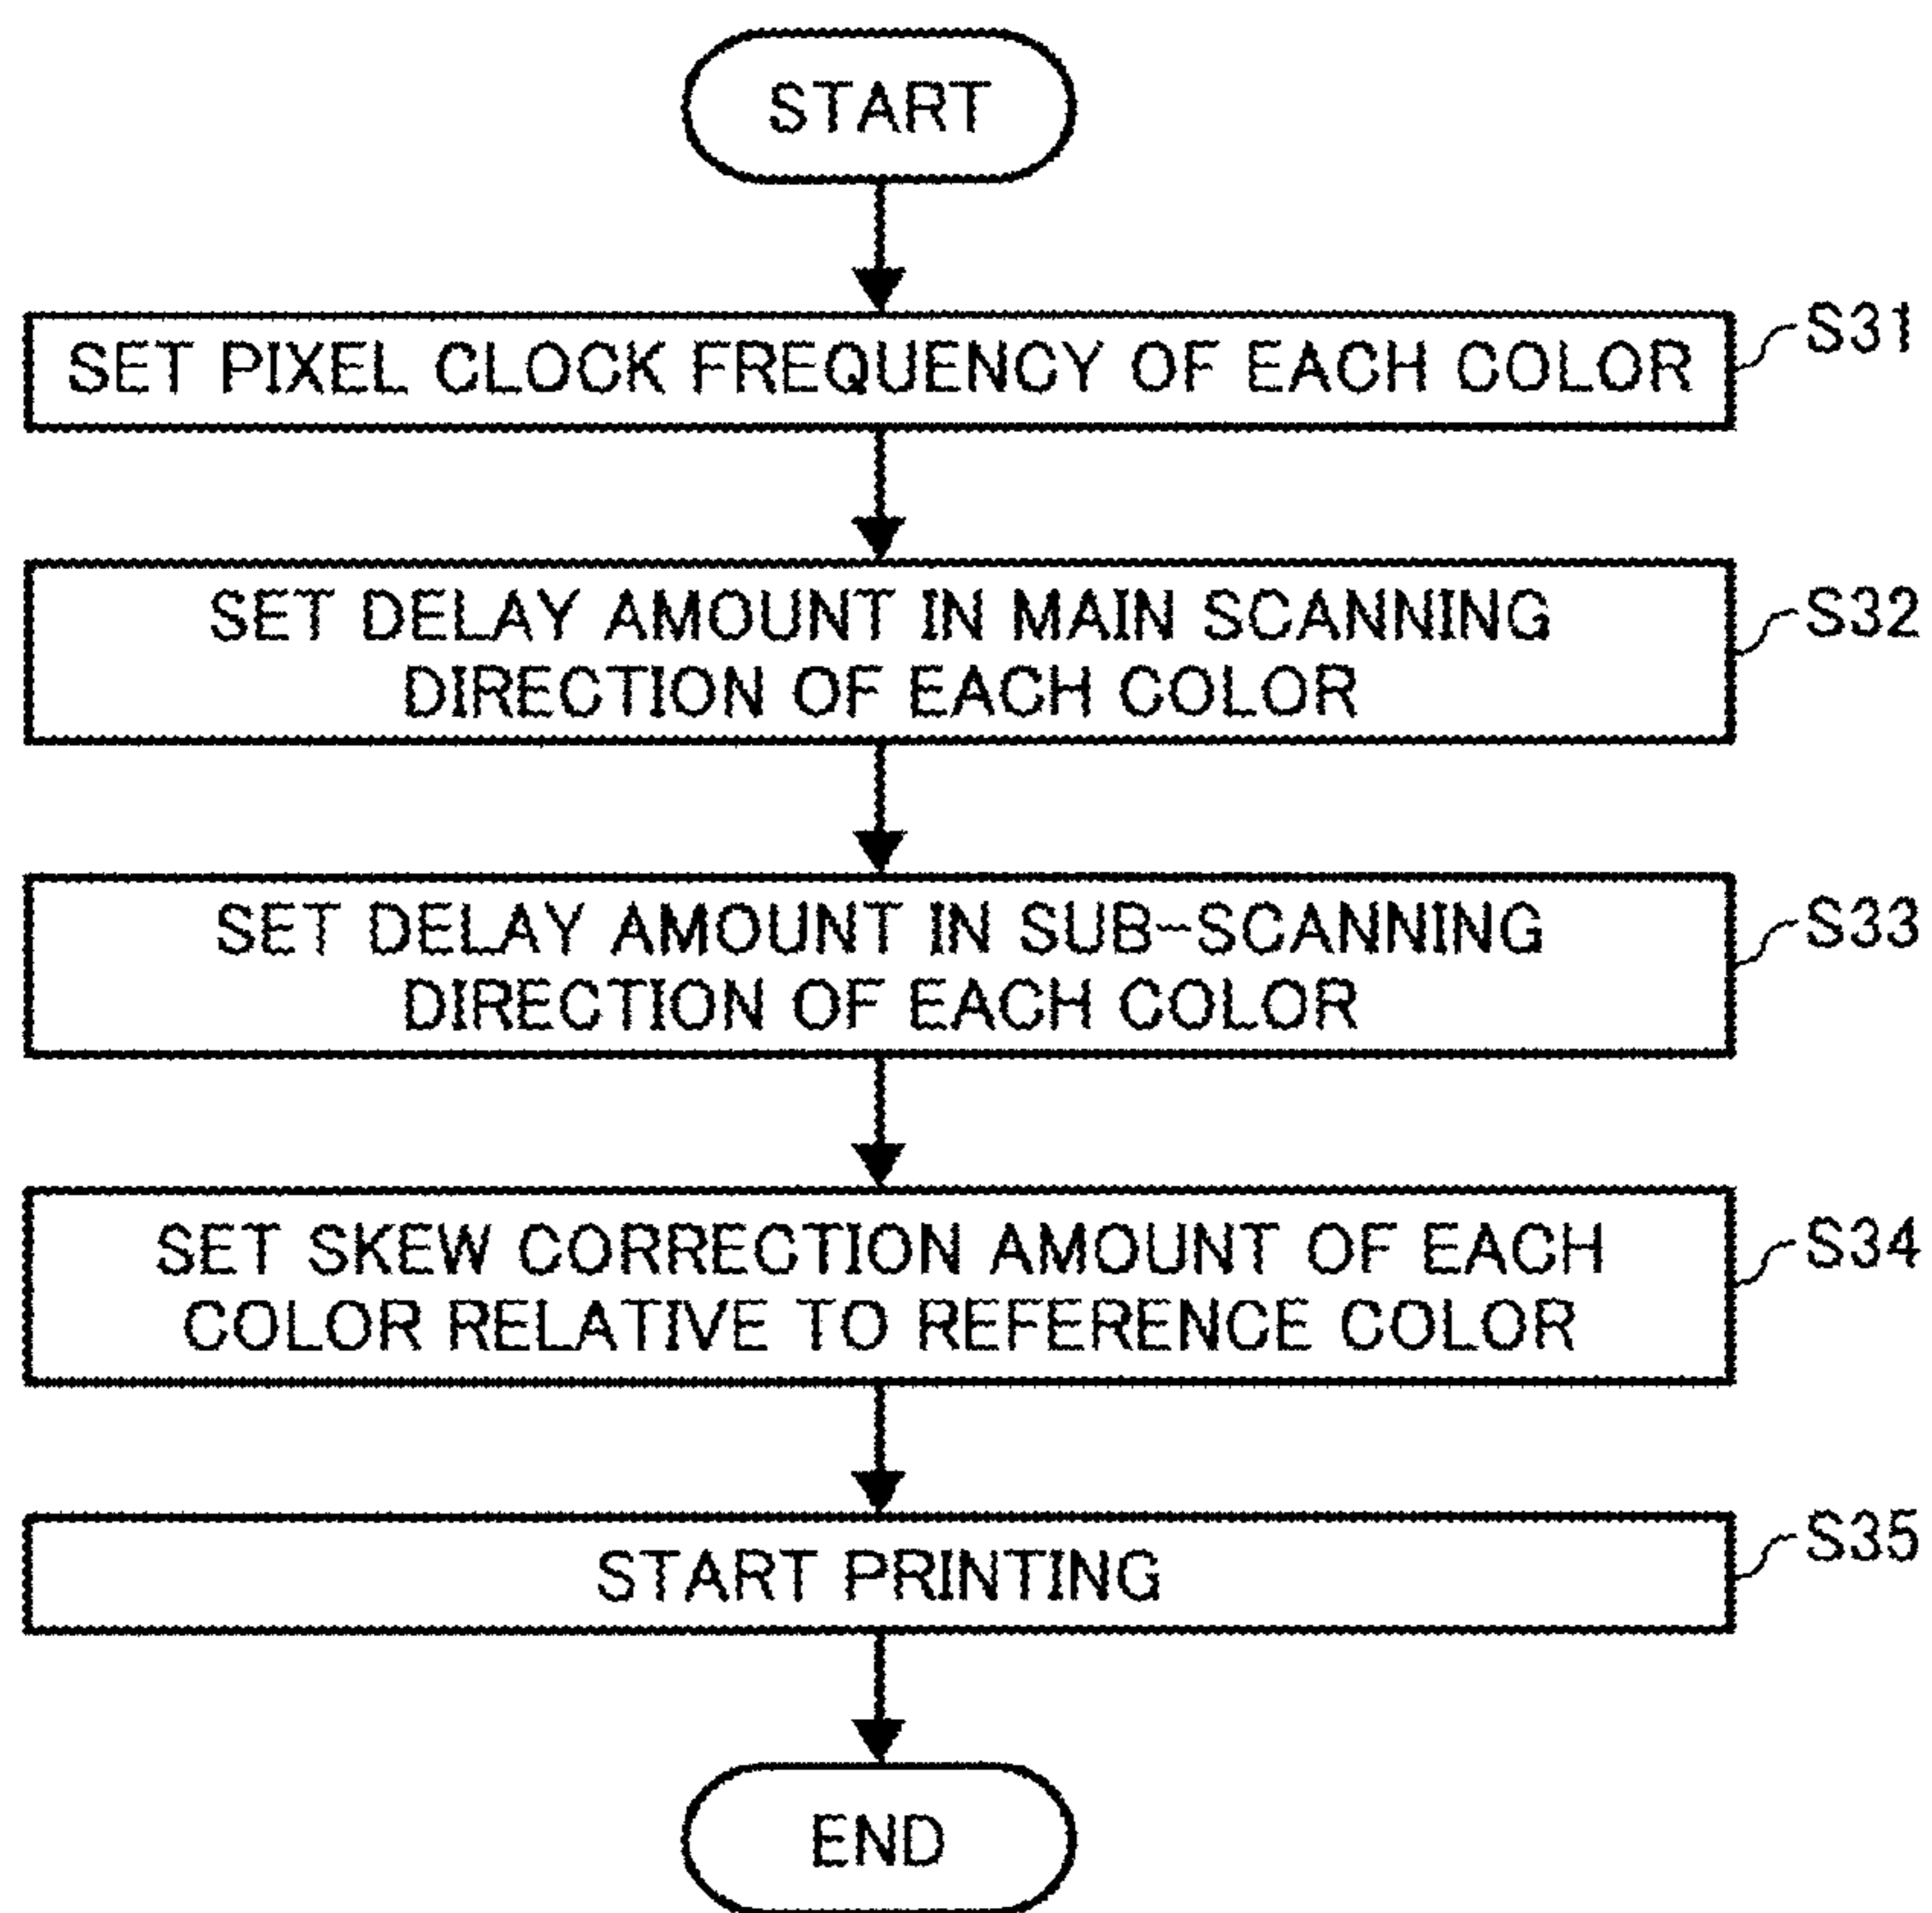 START
SET PIXEL CLOCK FREQUENCY OF EACH COLOR
S31
SET DELAY AMOUNT IN MAIN SCANNING
DIRECTION OF EACH COLOR
S32
SET DELAY AMOUNT IN SUB-SCANNING
DIRECTION OF EACH COLOR
S33
SET SKEW CORRECTION AMOUNT OF EACH
COLOR RELATIVE TO REFERENCE COLOR
S34
START PRINTING
S35
END